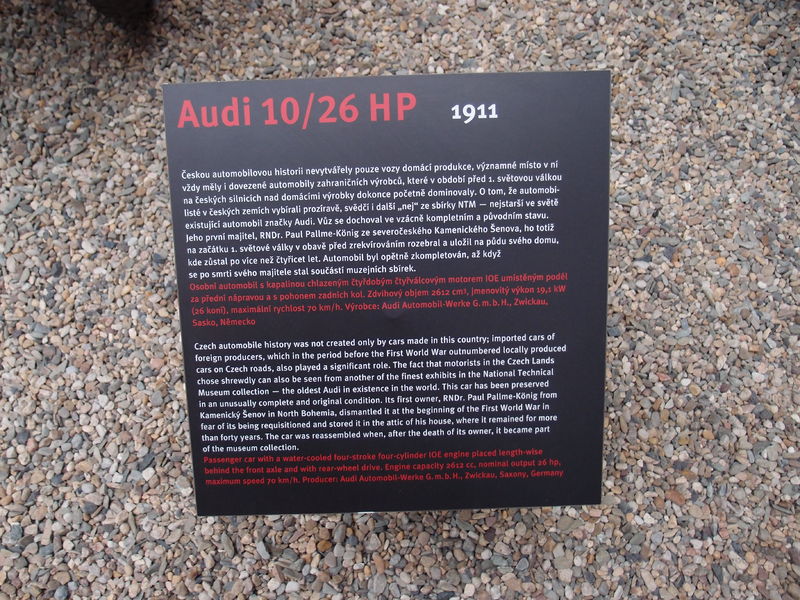 Audi 10/26 HP 1911
Českou automobilovou historii nevytvářely pouze vozy domácí produkce, významné místo v ní
vždy měly i dovezené automobily zahraničních výrobců, které v období před 1. světovou válkou
na českých silnicích nad domácími výrobky dokonce početně dominovaly. O tom, že automobi-
listé v českých zemích vybírali prozíravě, svědčí i další „nej“ ze sbírky NTM — nejstarší ve světě
existující automobil značky Audi. Vůz se dochoval ve vzácně kompletním a původním stavu.
Jeho první majitel, RNDr. Paul Pallme-König ze severočeského Kamenického Šenova, ho totiž
na začátku 1. světové války v obavě před zrekvírováním rozebral a uložil na půdu svého domu,
kde zůstal po více než čtyřicet let. Automobil byl opětně zkompletován, až když
se po smrti svého majitele stal součástí muzejních sbírek.
Osobní automobil s kapalinou chlazeným čtyřdobým čtyřválcovým motorem IOE umístěným podél
za přední nápravou a s pohonem zadních kol. Zdvihový objem 2612 cm³, jmenovitý výkon 19,1 kW
(26 koní), maximální rychlost 70 km/h. Výrobce: Audi Automobil-Werke G.m.b.H., Zwickau,
Sasko, Německo
Czech automobile history was not created only by cars made in this country; imported cars of
foreign producers, which in the period before the First World War outnumbered locally produced
cars on Czech roads, also played a significant role. The fact that motorists in the Czech Lands
chose shrewdly can also be seen from another of the finest exhibits in the National Technical
Museum collection — the oldest Audi in existence in the world. This car has been preserved
in an unusually complete and original condition. Its first owner, RNDr. Paul Pallme-König from
Kamenický Šenov in North Bohemia, dismantled it at the beginning of the First World War in
fear of its being requisitioned and stored it in the attic of his house, where it remained for more
than forty years. The car was reassembled when, after the death of its owner, it became part
of the museum collection.
Passenger car with a water-cooled four-stroke four-cylinder IOE engine placed length-wise
behind the front axle and with rear-wheel drive. Engine capacity 2612 cc, nominal output 26 hp,
maximum speed 70 km/h. Producer: Audi Automobil-Werke G.m.b.H., Zwickau, Saxony, Germany